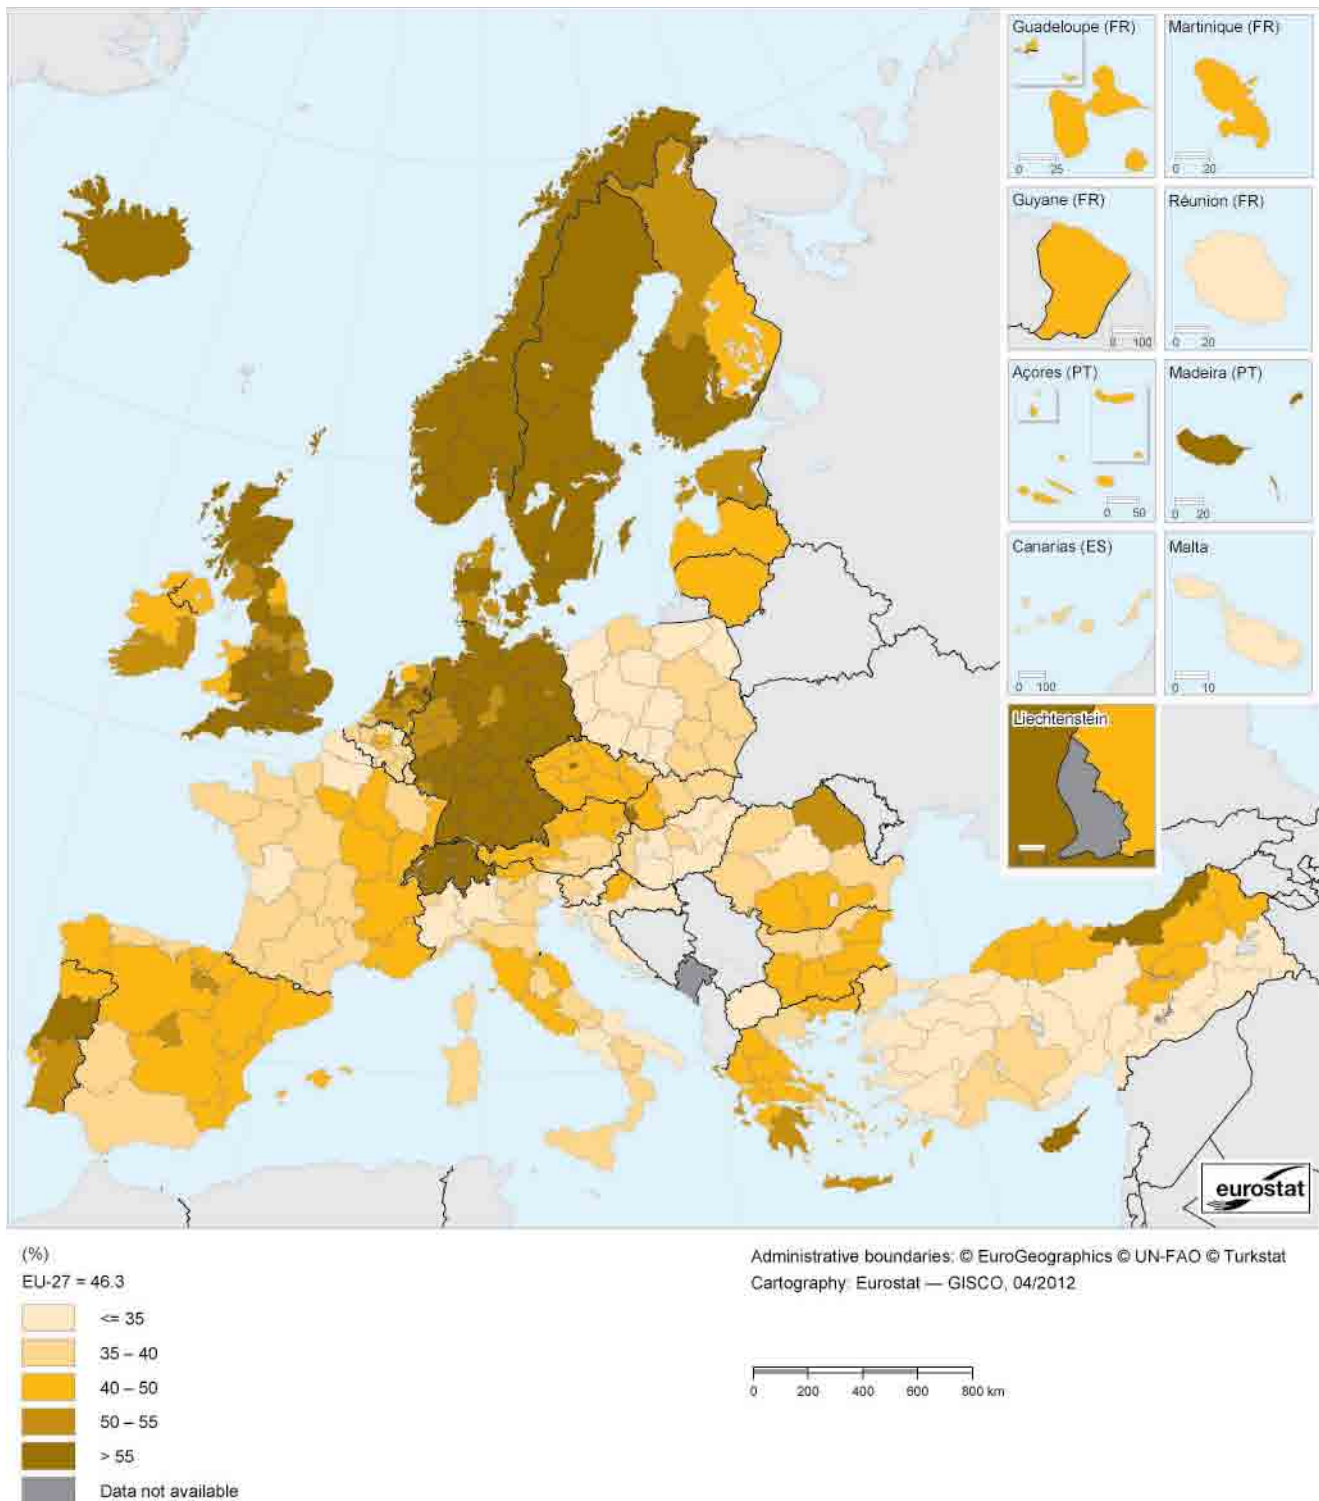 Guadeloupe (FR)
0 25
Martinique (FR)
0 20
Guyane (FR)
0 100
Réunion (FR)
0 20
Açores (PT)
0 50
Madeira (PT)
0 20
Canarias (ES)
0 100
Malta
0 10
Liechtenstein
eurostat
(%)
EU-27 = 46.3
<= 35
35 – 40
40 – 50
50 – 55
> 55
Data not available
Administrative boundaries: © EuroGeographics © UN-FAO © Turkstat
Cartography: Eurostat — GISCO, 04/2012
0 200 400 600 800 km